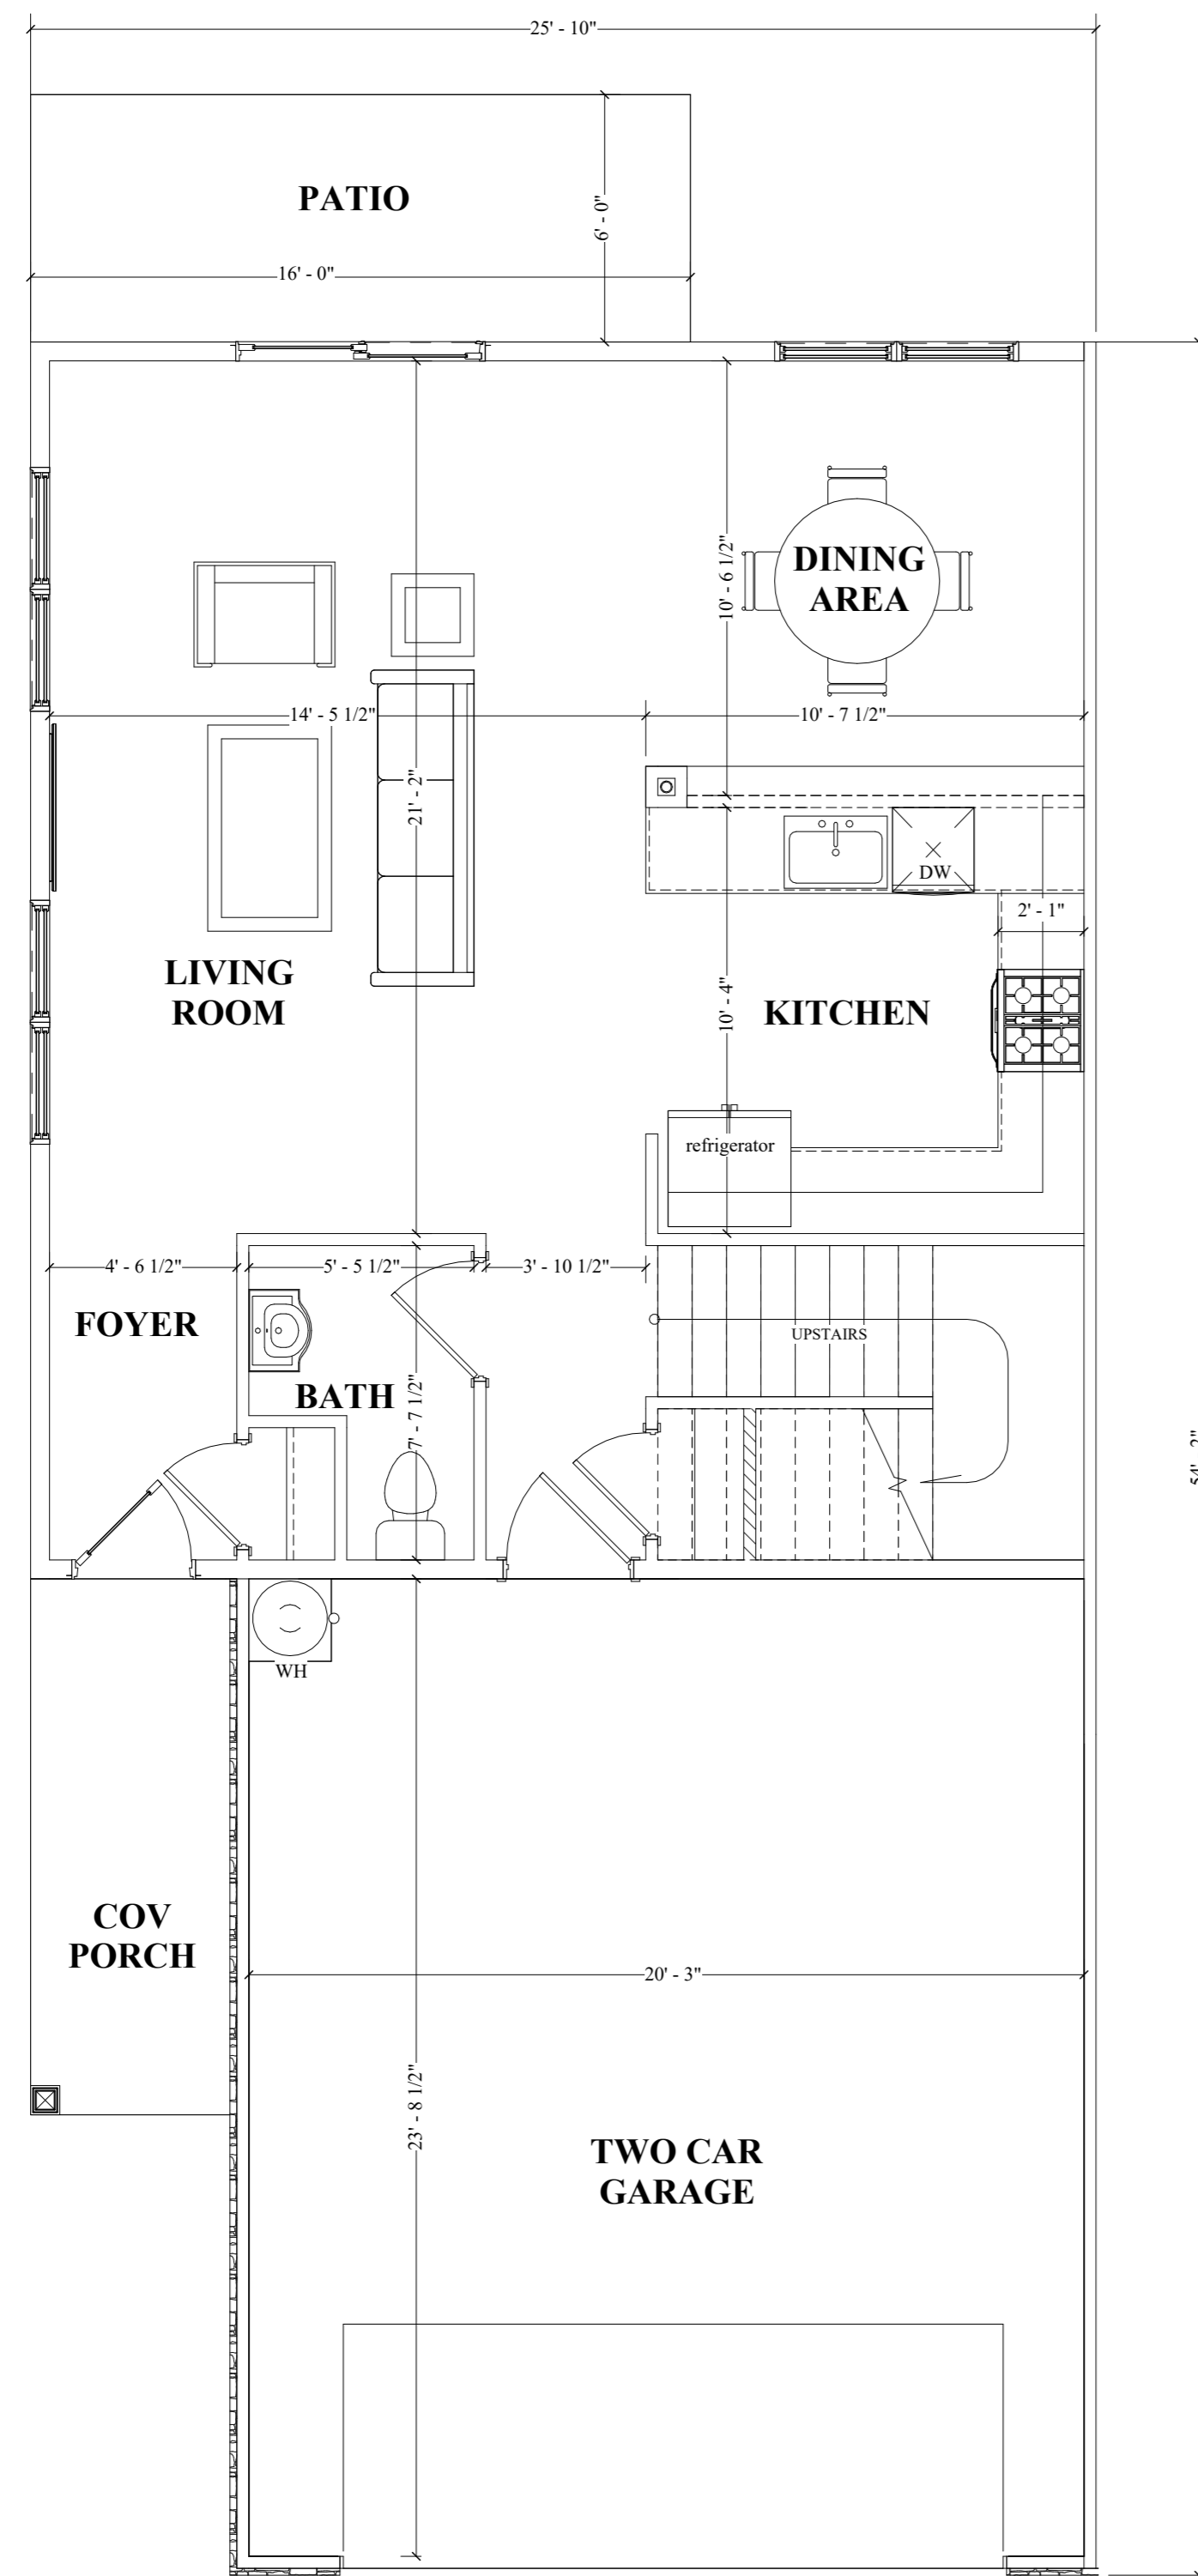 25' - 10"
PATIO
6' - 0"
16' - 0"
DINING
AREA
10' - 6 1/2"
14' - 5 1/2"
10' - 7 1/2"
21' - 2"
DW
2' - 1"
LIVING
ROOM
10' - 4"
KITCHEN
refrigerator
4' - 6 1/2"
5' - 5 1/2"
3' - 10 1/2"
FOYER
UPSTAIRS
BATH
7' - 7 1/2"
54' - 2"
WH
COV
PORCH
20' - 3"
23' - 8 1/2"
TWO CAR
GARAGE